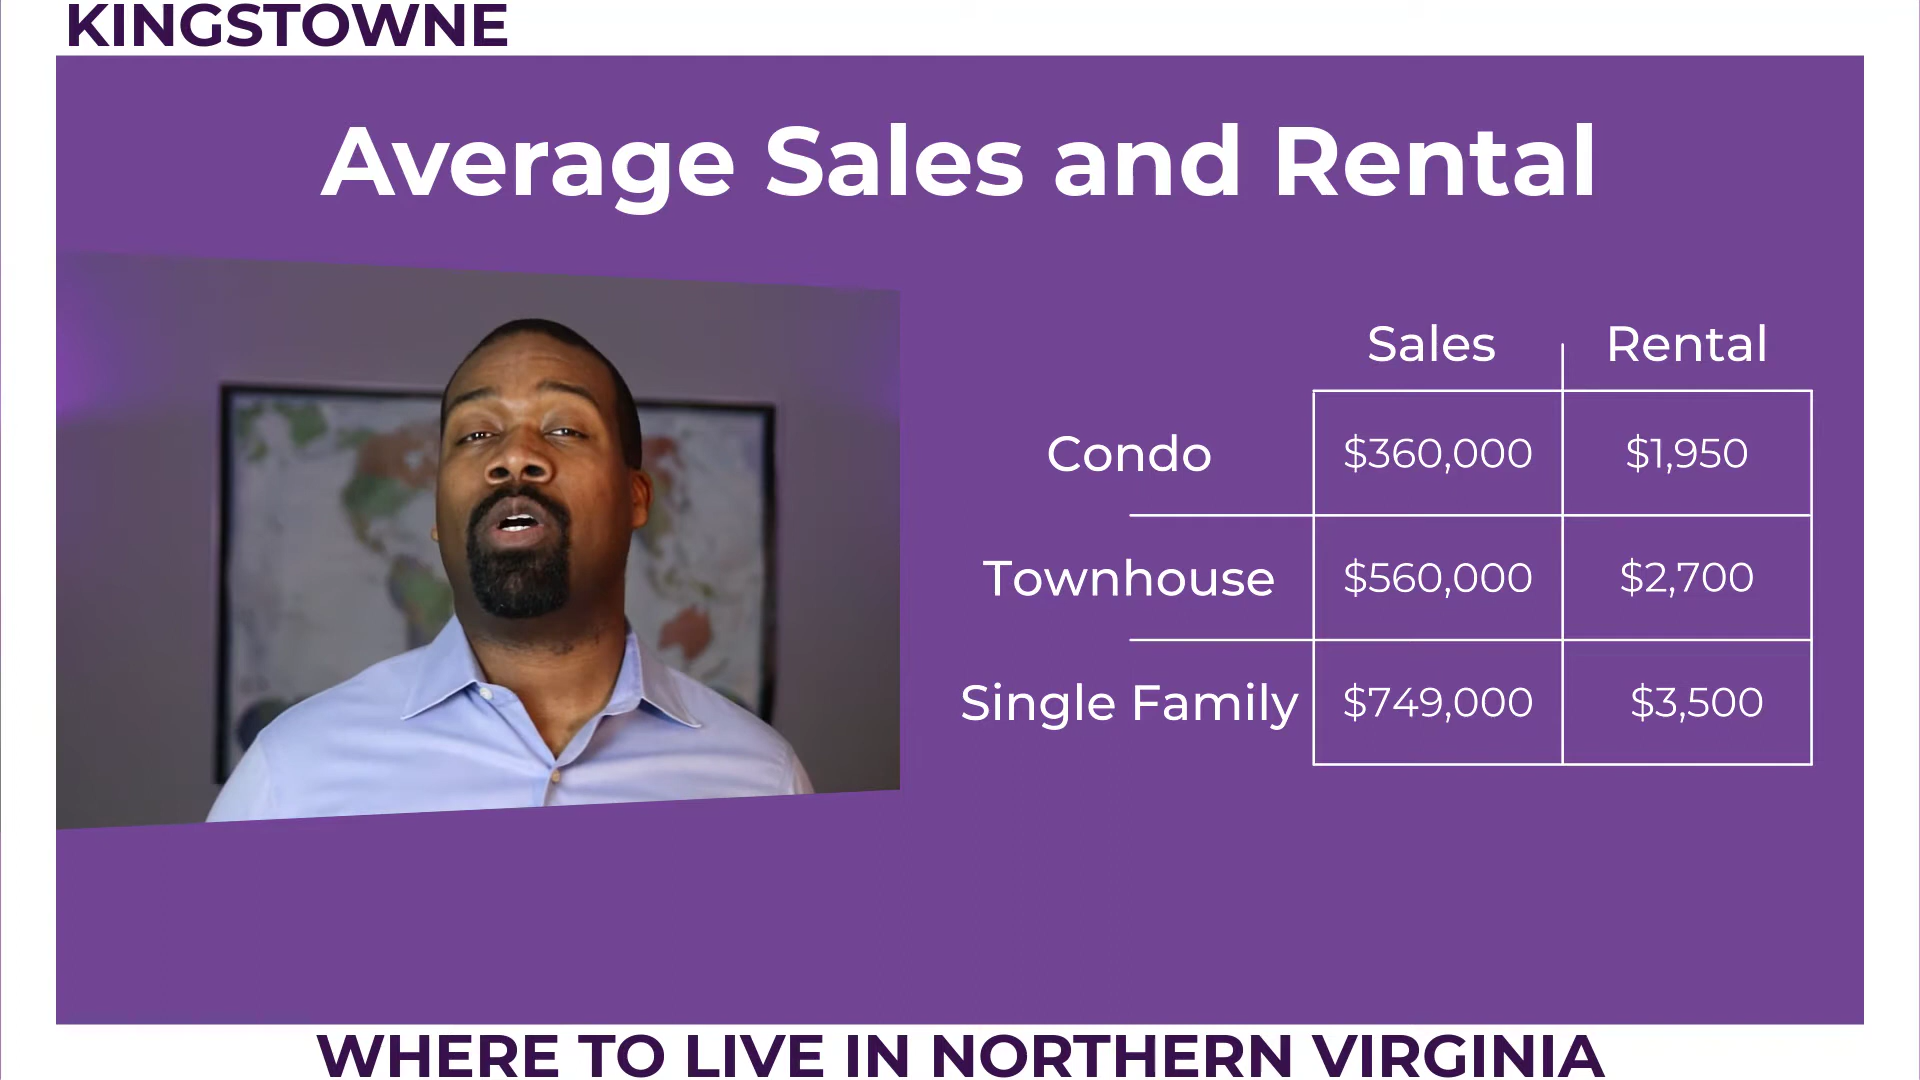 KINGSTOWNE
Average Sales and Rental
Sales Rental
Condo $360,000 $1,950
Townhouse $560,000 $2,700
Single Family $749,000 $3,500
WHERE TO LIVE IN NORTHERN VIRGINIA